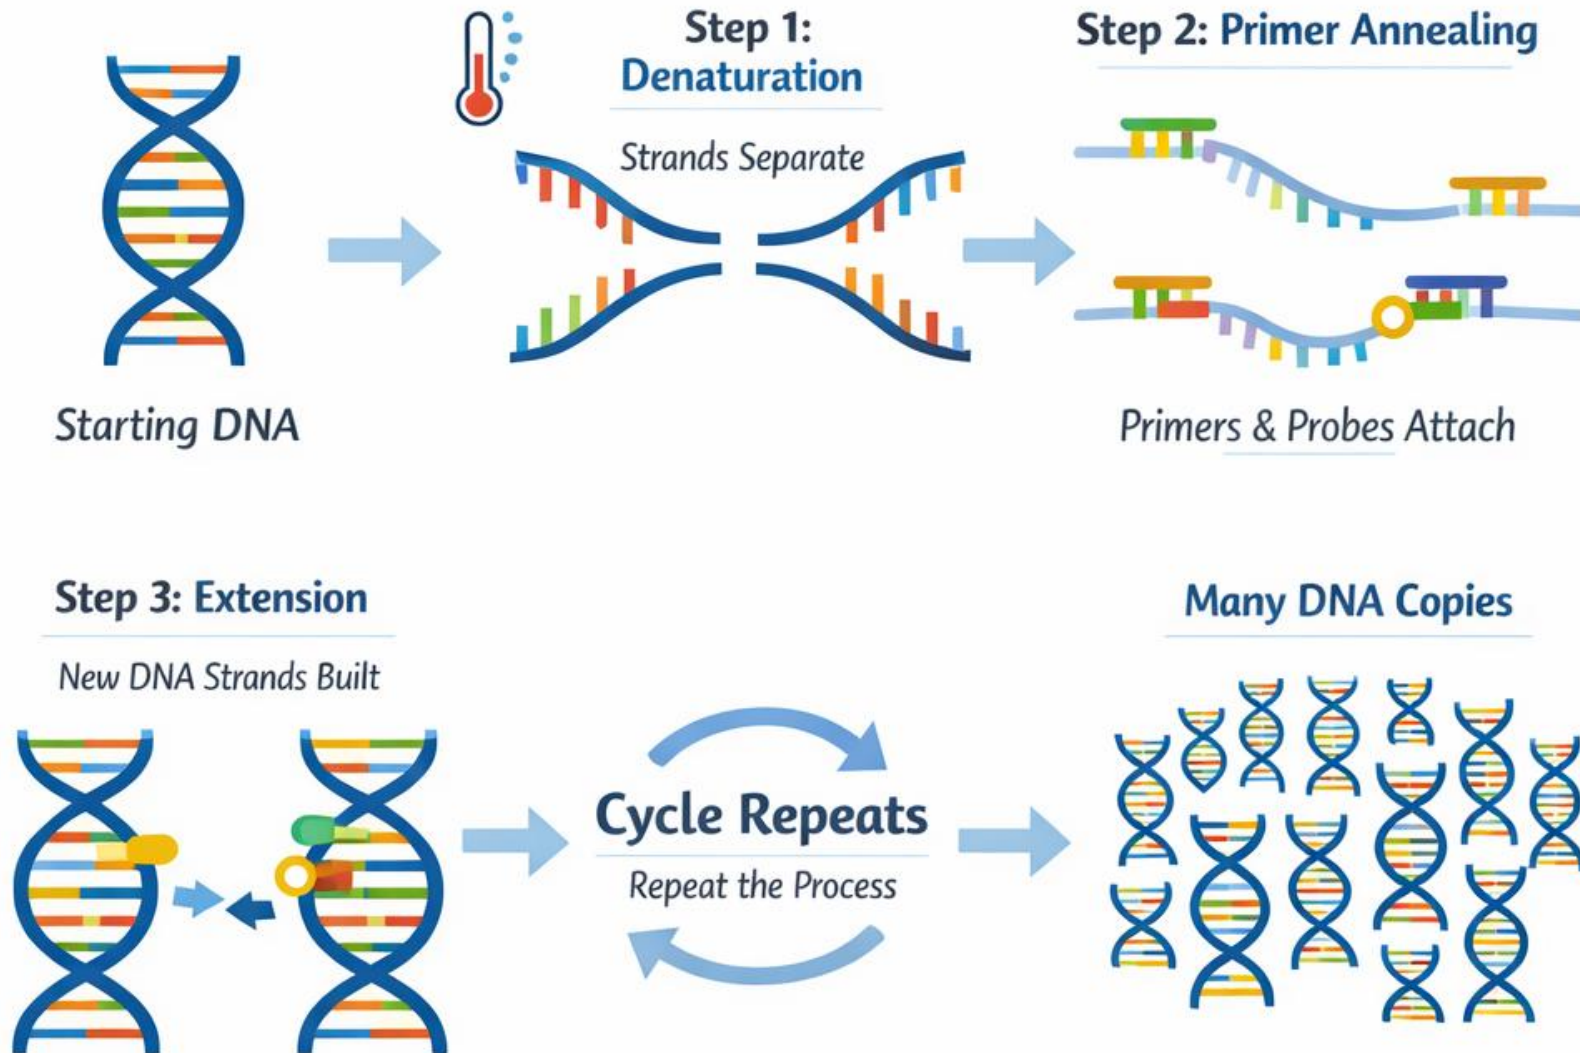 Step 1:
Denaturation
Strands Separate
Step 2: Primer Annealing
Starting DNA
Primers & Probes Attach
Step 3: Extension
New DNA Strands Built
Cycle Repeats
Repeat the Process
Many DNA Copies